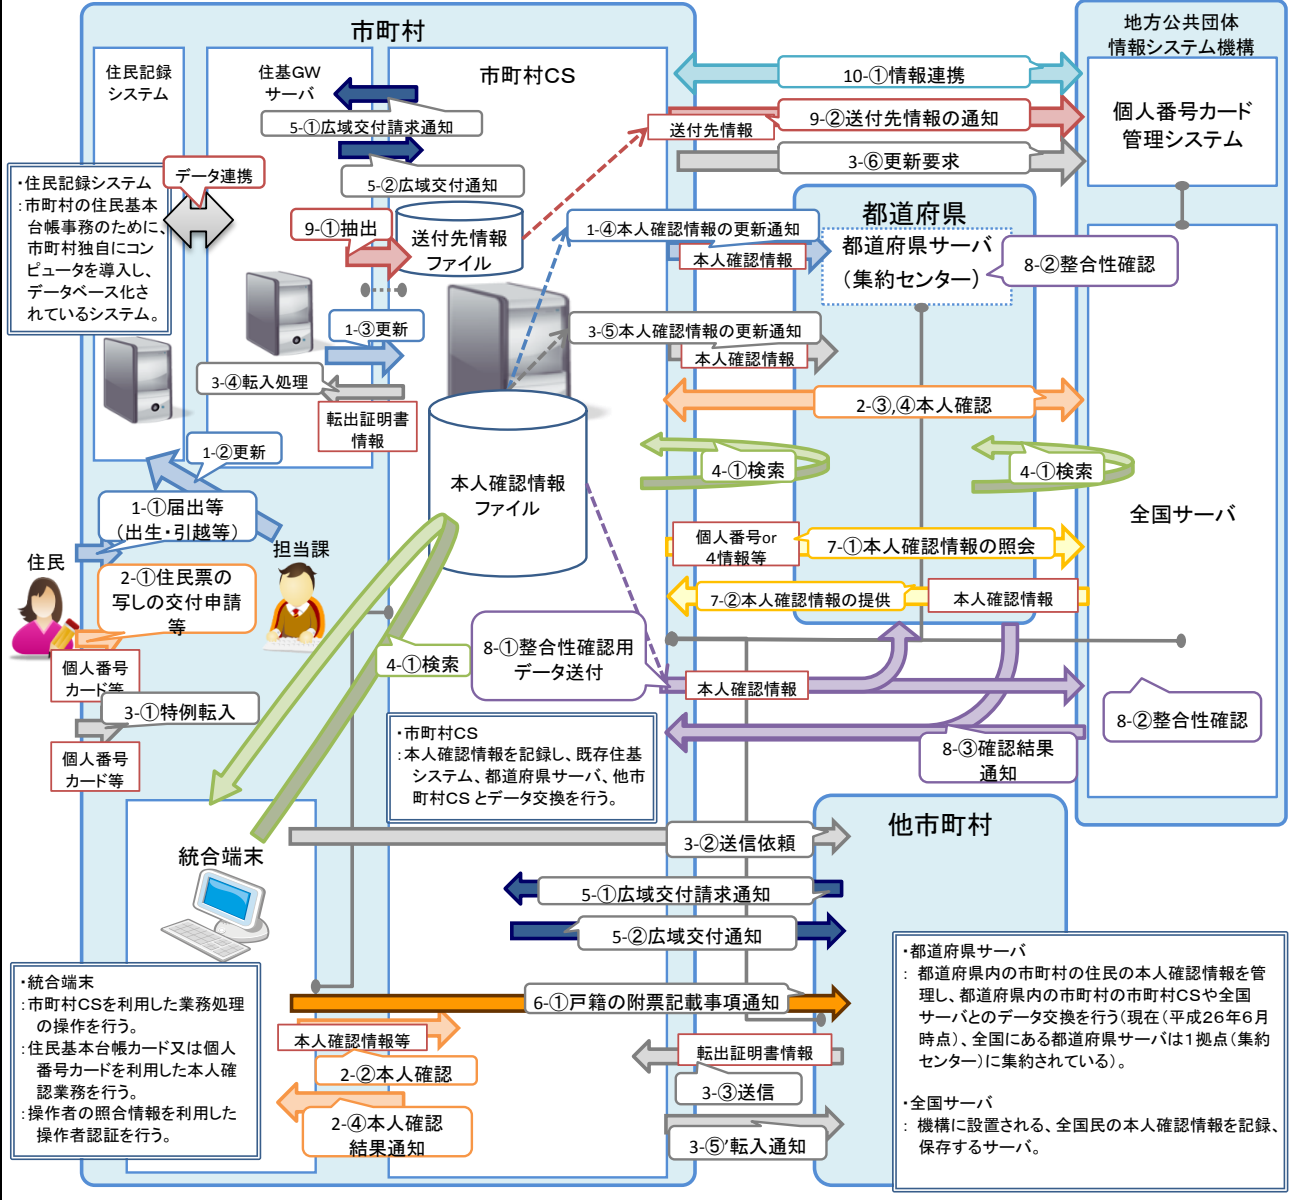 市町村
地方公共団体
情報システム機構
住民記録
システム
住基GW
サーバ
市町村CS
10-①情報連携
個人番号カード
管理システム
5-①広域交付請求通知
送付先情報
9-②送付先情報の通知
3-⑥更新要求
5-②広域交付通知
データ連携
・住民記録システム
：市町村の住民基本
台帳事務のために、
市町村独自にコン
ピュータを導入し、
データベース化さ
れているシステム。
9-①抽出
送付先情報
ファイル
都道府県
1-④本人確認情報の更新通知
本人確認情報
都道府県サーバ
（集約センター）
8-②整合性確認
1-③更新
3-⑤本人確認情報の更新通知
本人確認情報
3-④転入処理
転出証明書
情報
2-③,④本人確認
1-②更新
4-①検索
4-①検索
本人確認情報
ファイル
1-①届出等
（出生・引越等）
全国サーバ
担当課
住民
個人番号or
4情報等
7-①本人確認情報の照会
2-①住民票の
写しの交付申請
等
7-②本人確認情報の提供
本人確認情報
個人番号
カード等
4-①検索
8-①整合性確認用
データ送付
本人確認情報
3-①特例転入
8-②整合性確認
個人番号
カード等
・市町村CS
：本人確認情報を記録し、既存住基
システム、都道府県サーバ、他市
町村CS とデータ交換を行う。
8-③確認結果
通知
他市町村
3-②送信依頼
統合端末
5-①広域交付請求通知
5-②広域交付通知
・統合端末
：市町村CSを利用した業務処理
の操作を行う。
：住民基本台帳カード又は個人
番号カードを利用した本人確
認業務を行う。
：操作者の照合情報を利用した
操作者認証を行う。
6-①戸籍の附票記載事項通知
本人確認情報等
2-②本人確認
2-④本人確認
結果通知
転出証明書情報
3-③送信
3-⑤’転入通知
・都道府県サーバ
： 都道府県内の市町村の住民の本人確認情報を管
理し、都道府県内の市町村の市町村CSや全国
サーバとのデータ交換を行う（現在（平成２６年６月
時点）、全国にある都道府県サーバは１拠点（集約
センター）に集約されている）。
・全国サーバ
： 機構に設置される、全国民の本人確認情報を記録、
保存するサーバ。